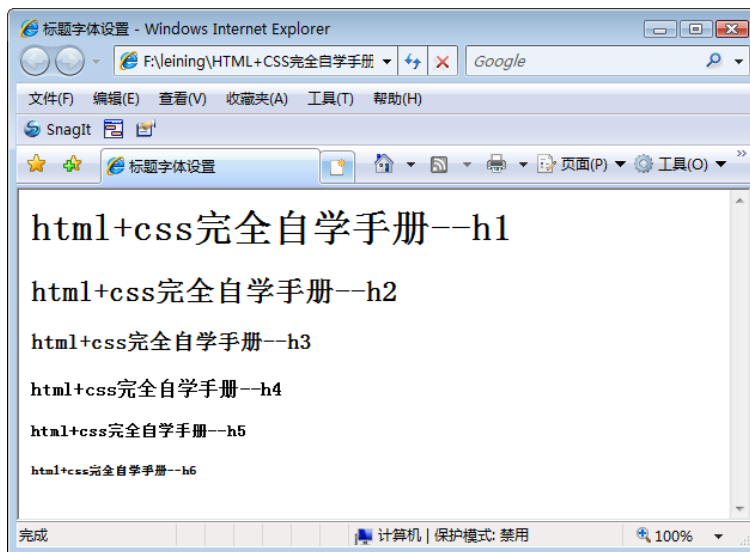 标题字体设置 - Windows Internet Explorer
F:\leining\HTML+CSS完全自学手册 Google
文件(F) 编辑(E) 查看(V) 收藏夹(A) 工具(T) 帮助(H)
SnagIt
标题字体设置 页面(P) 工具(O) »
html+css完全自学手册--h1
html+css完全自学手册--h2
html+css完全自学手册--h3
html+css完全自学手册--h4
html+css完全自学手册--h5
html+css完全自学手册--h6
完成 计算机 | 保护模式: 禁用 100%